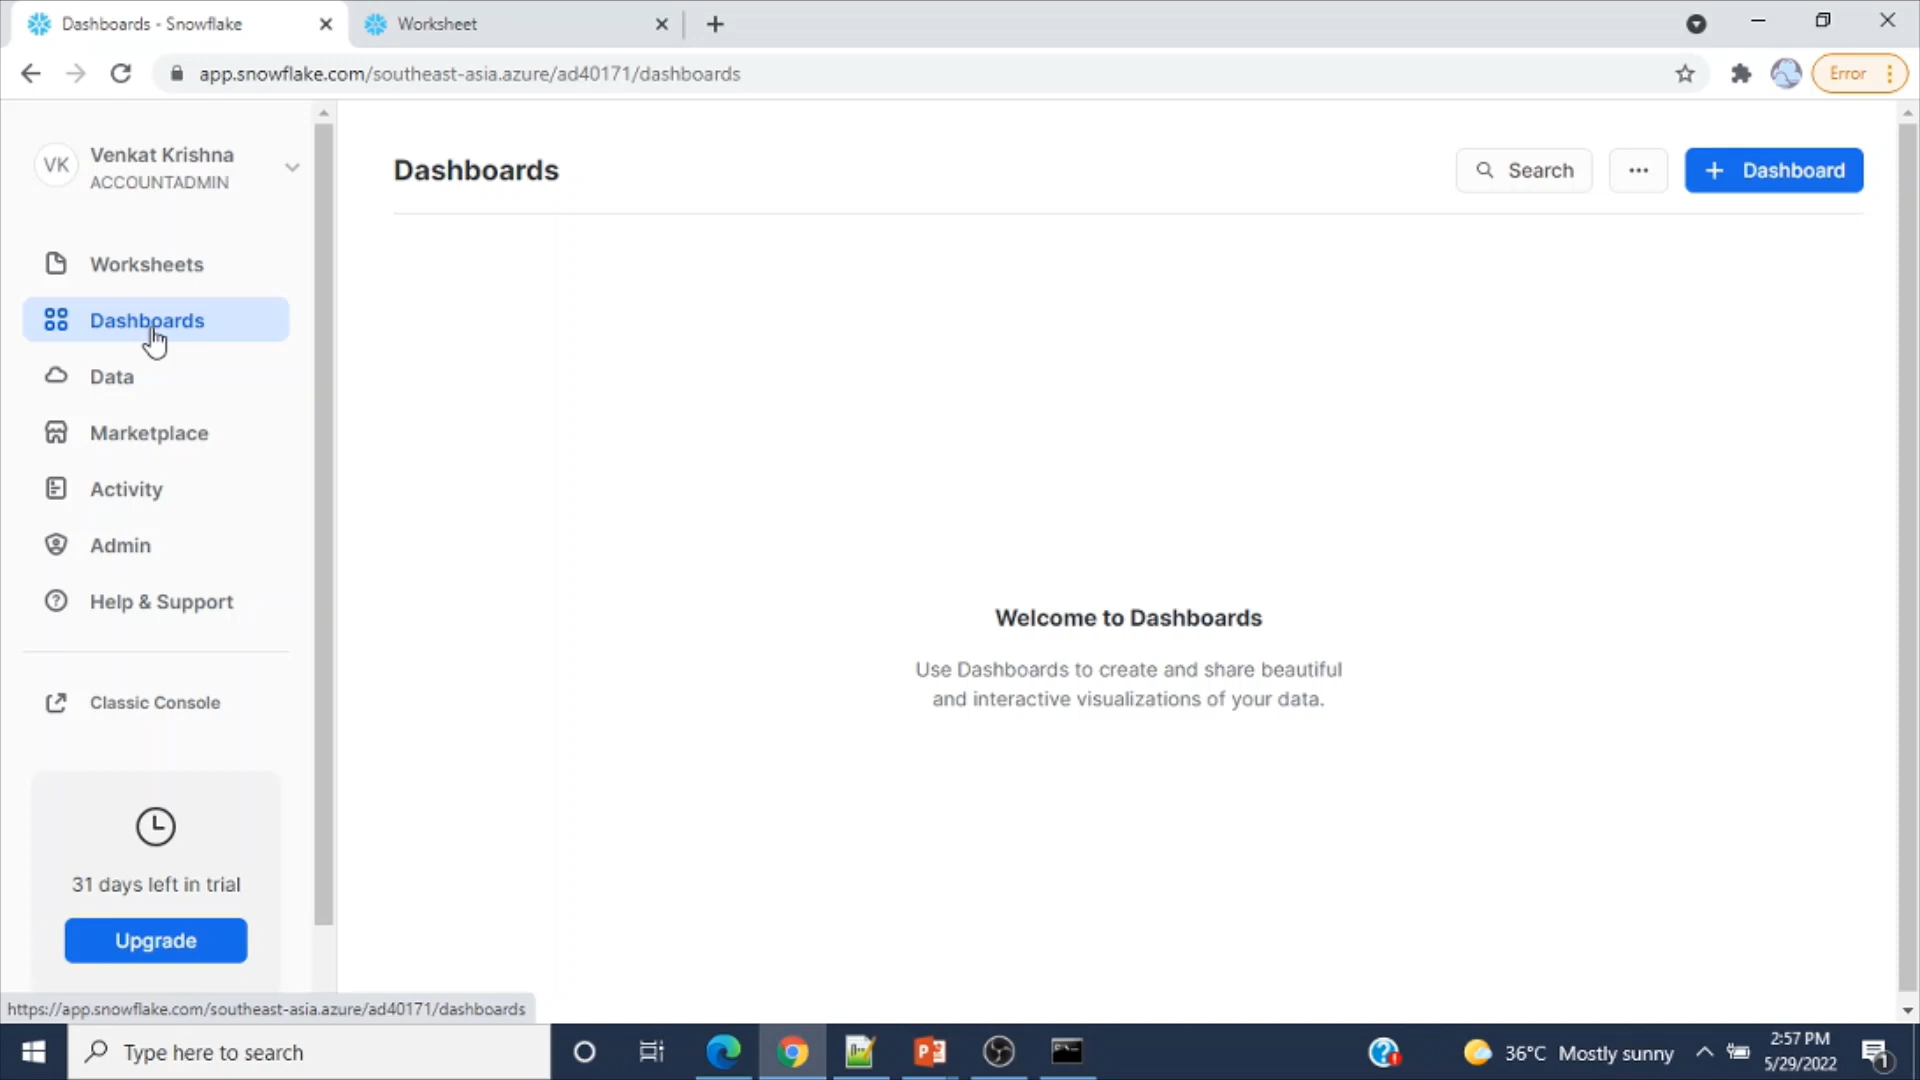 Dashboards - Snowflake
Worksheet
app.snowflake.com/southeast-asia.azure/ad40171/dashboards
Error
VK
Venkat Krishna
ACCOUNTADMIN
Worksheets
Dashboards
Data
Marketplace
Activity
Admin
Help & Support
Classic Console
31 days left in trial
Upgrade
Dashboards
Search
Dashboard
Welcome to Dashboards
Use Dashboards to create and share beautiful
and interactive visualizations of your data.
https://app.snowflake.com/southeast-asia.azure/ad40171/dashboards
Type here to search
36°C Mostly sunny
2:57 PM
5/29/2022
1